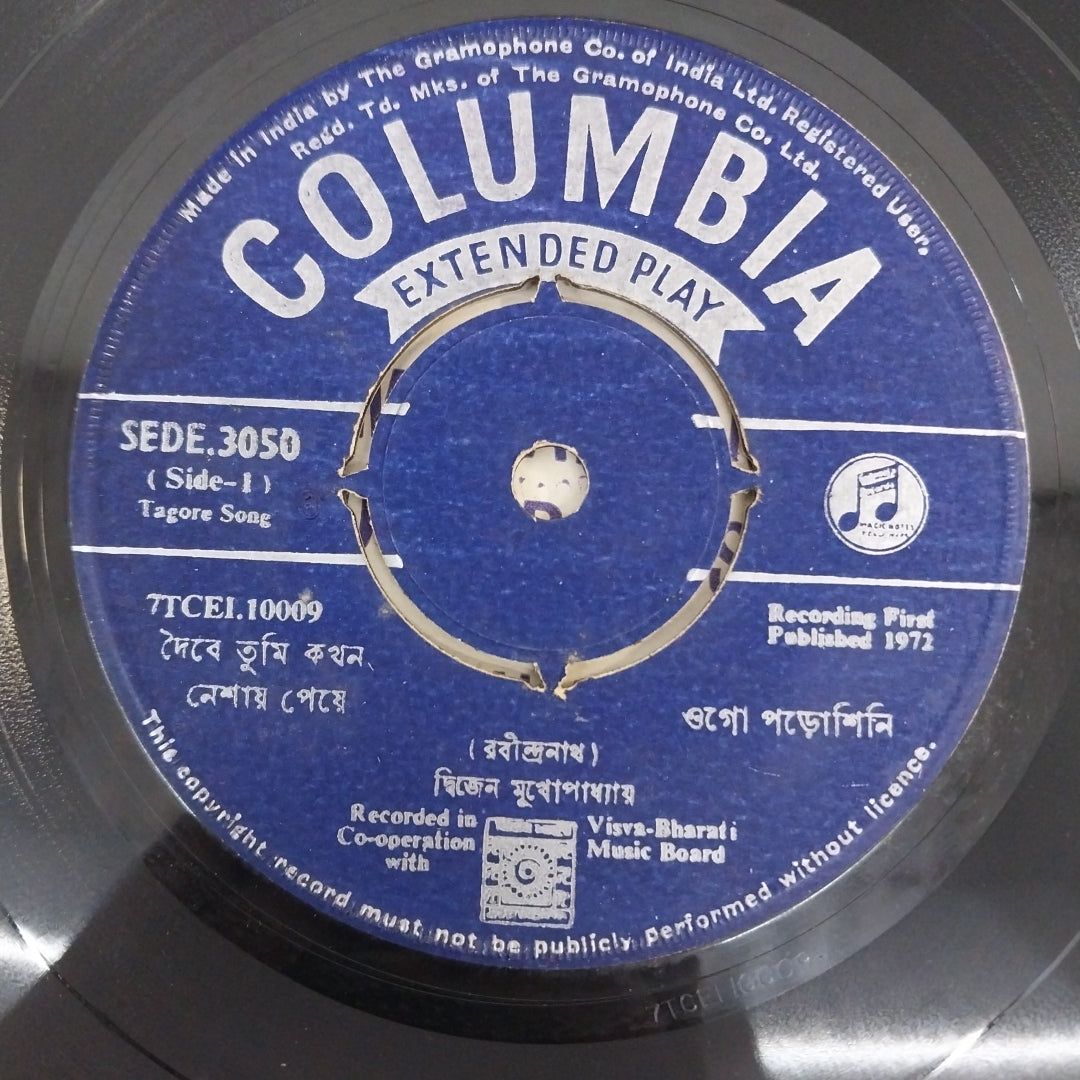 Made in India by The Gramophone Co. of India Ltd. Registered User.
Regd. Td. Mks. of The Gramophone Co. Ltd.
COLUMBIA
EXTENDED PLAY
SEDE.3050
( Side-1 )
Tagore Song
7TCEI.10009
দৈবে তুমি কখন
নেশায় পেয়ে
Recording First
Published 1972
ওগো পড়োশিনি
(রবীন্দ্রনাথ)
দ্বিজেন মুখোপাধ্যায়
Recorded in
Co-operation
with
Visva-Bharati
Music Board
This copyright record must not be publicly performed without licence.
7TCEI 10009